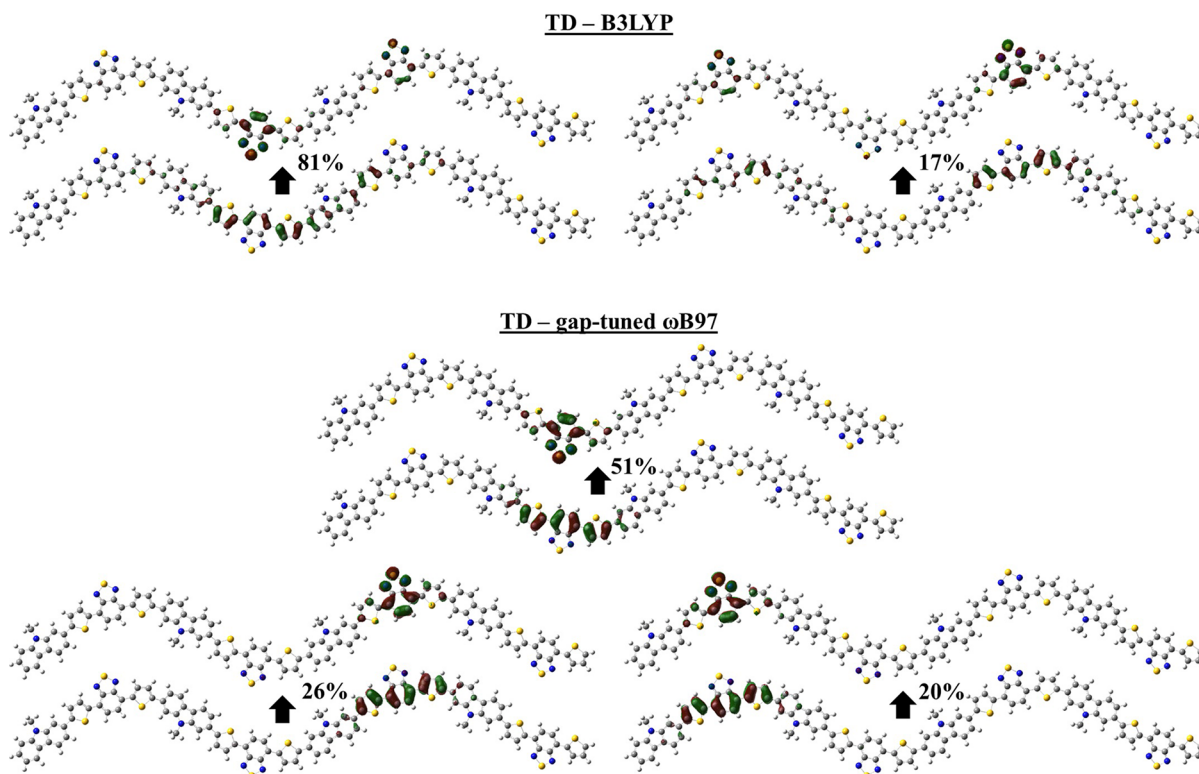 TD – B3LYP
81%
17%
TD – gap-tuned ωB97
51%
26%
20%